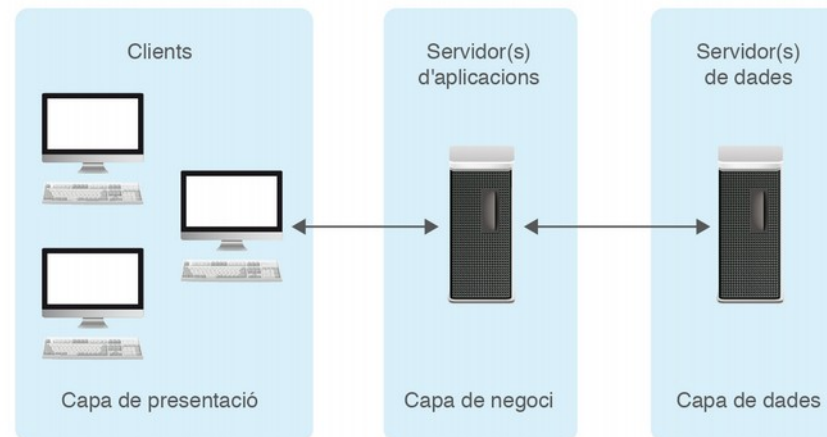 Clients
Servidor(s)
d'aplicacions
Servidor(s)
de dades
Capa de presentació
Capa de negoci
Capa de dades